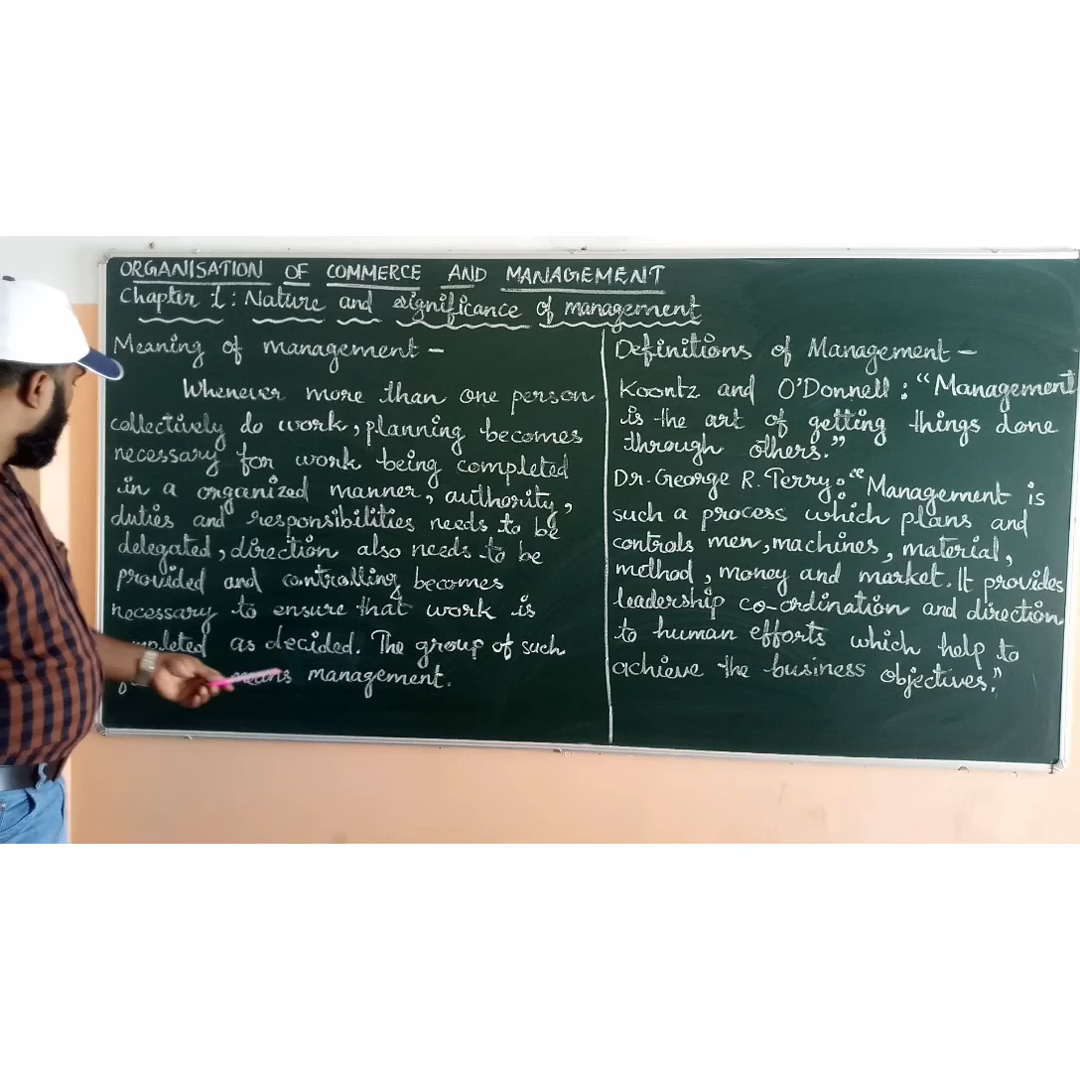 ORGANISATION OF COMMERCE AND MANAGEMENT
Chapter 1: Nature and significance of management
Meaning of management -
Whenever more than one person
collectively do work, planning becomes
necessary for work being completed
in a organized manner, authority,
duties and responsibilities needs to be
delegated, direction also needs to be
provided and controlling becomes
necessary to ensure that work is
as decided. The group of such
means management.
Definitions of Management -
Koontz and O'Donnell: "Management
is the art of getting things done
through others."
Dr. George R. Terry: "Management is
such a process which plans and
controls men, machines, material,
method, money and market. It provides
leadership co-ordination and direction
to human efforts which help to
achieve the business objectives."